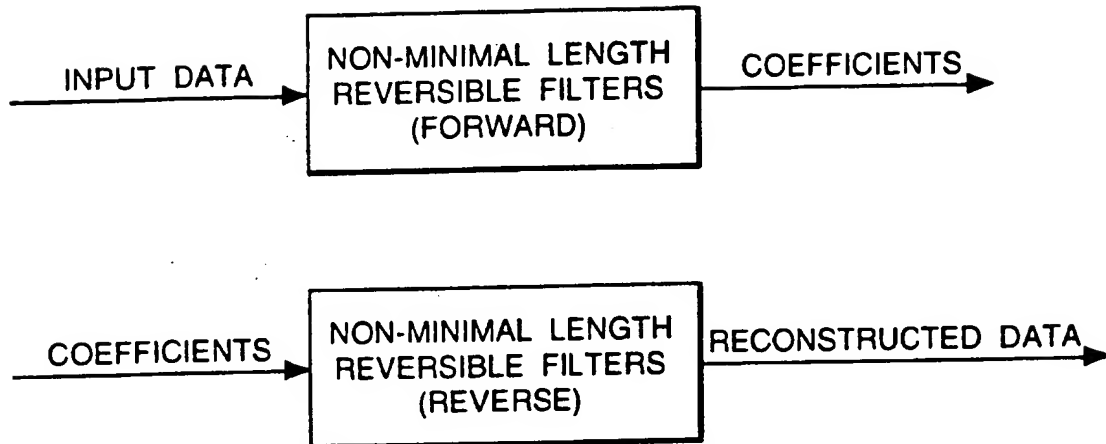 INPUT DATA
NON-MINIMAL LENGTH
REVERSIBLE FILTERS
(FORWARD)
COEFFICIENTS
COEFFICIENTS
NON-MINIMAL LENGTH
REVERSIBLE FILTERS
(REVERSE)
RECONSTRUCTED DATA